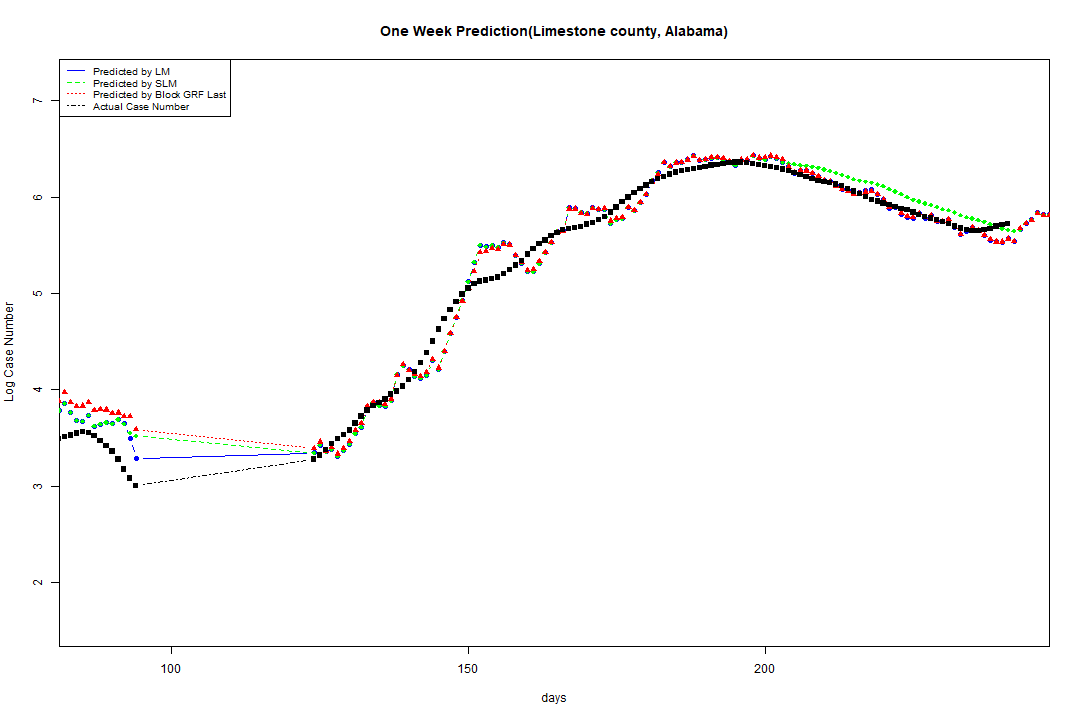 One Week Prediction(Limestone county, Alabama)
Predicted by LM
Predicted by SLM
Predicted by Block GRF Last
Actual Case Number
7
6
5
4
3
2
Log Case Number
100 150 200
days